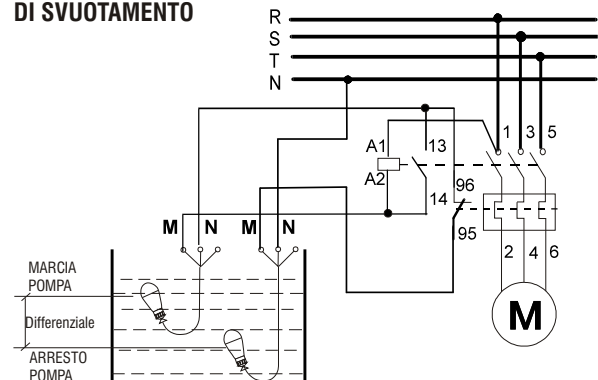 DI SVUOTAMENTO
R
S
T
N
1 3 5
A1 13
A2
96
14
95
M N M N
2 4 6
MARCIA
POMPA
Differenziale
ARRESTO
POMPA
M